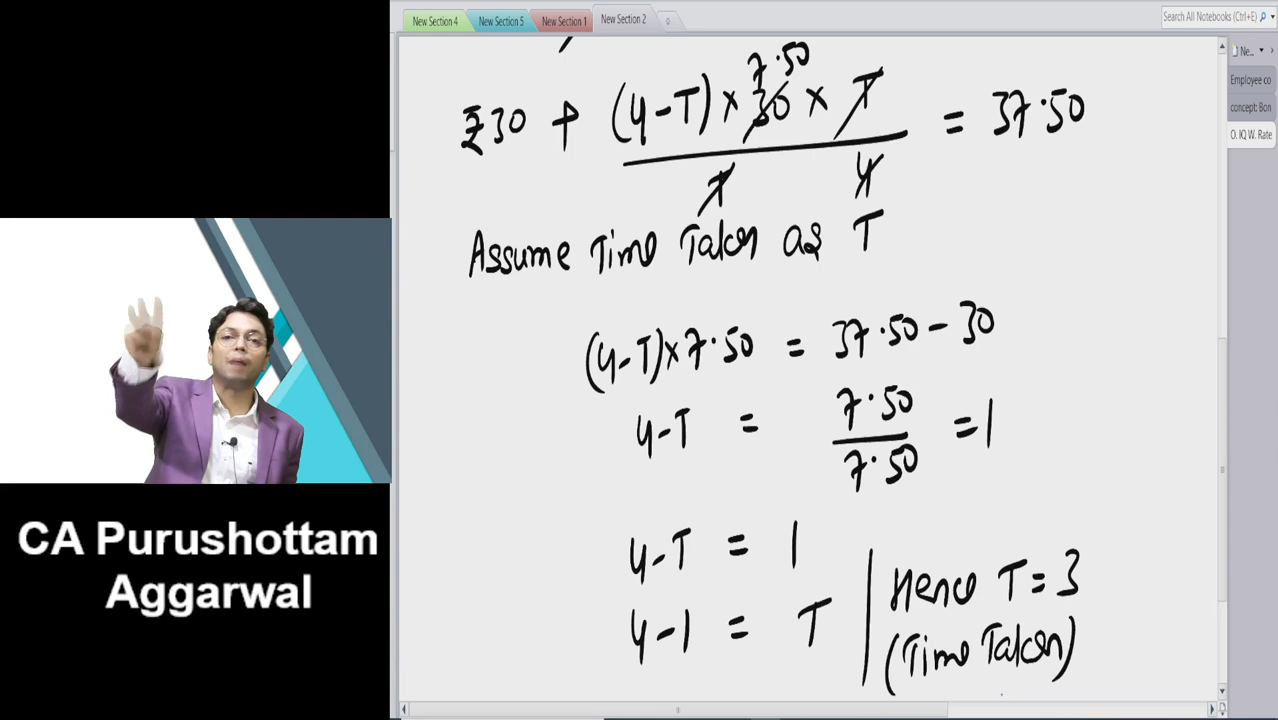 New Section 4
New Section 5
New Section 1
New Section 2
Search All Notebooks (Ctrl+E)
Ne...
Employee co
concept: Bon
O. IQ W. Rate
7.50
₹30 + (4-T) × 30 × T = 37.50
T 4
Assume Time Taken as T
(4-T)×7.50 = 37.50 - 30
4-T = 7.50 = 1
7.50
4-T = 1
4-1 = T
Hence T=3
(Time Taken)
CA Purushottam
Aggarwal